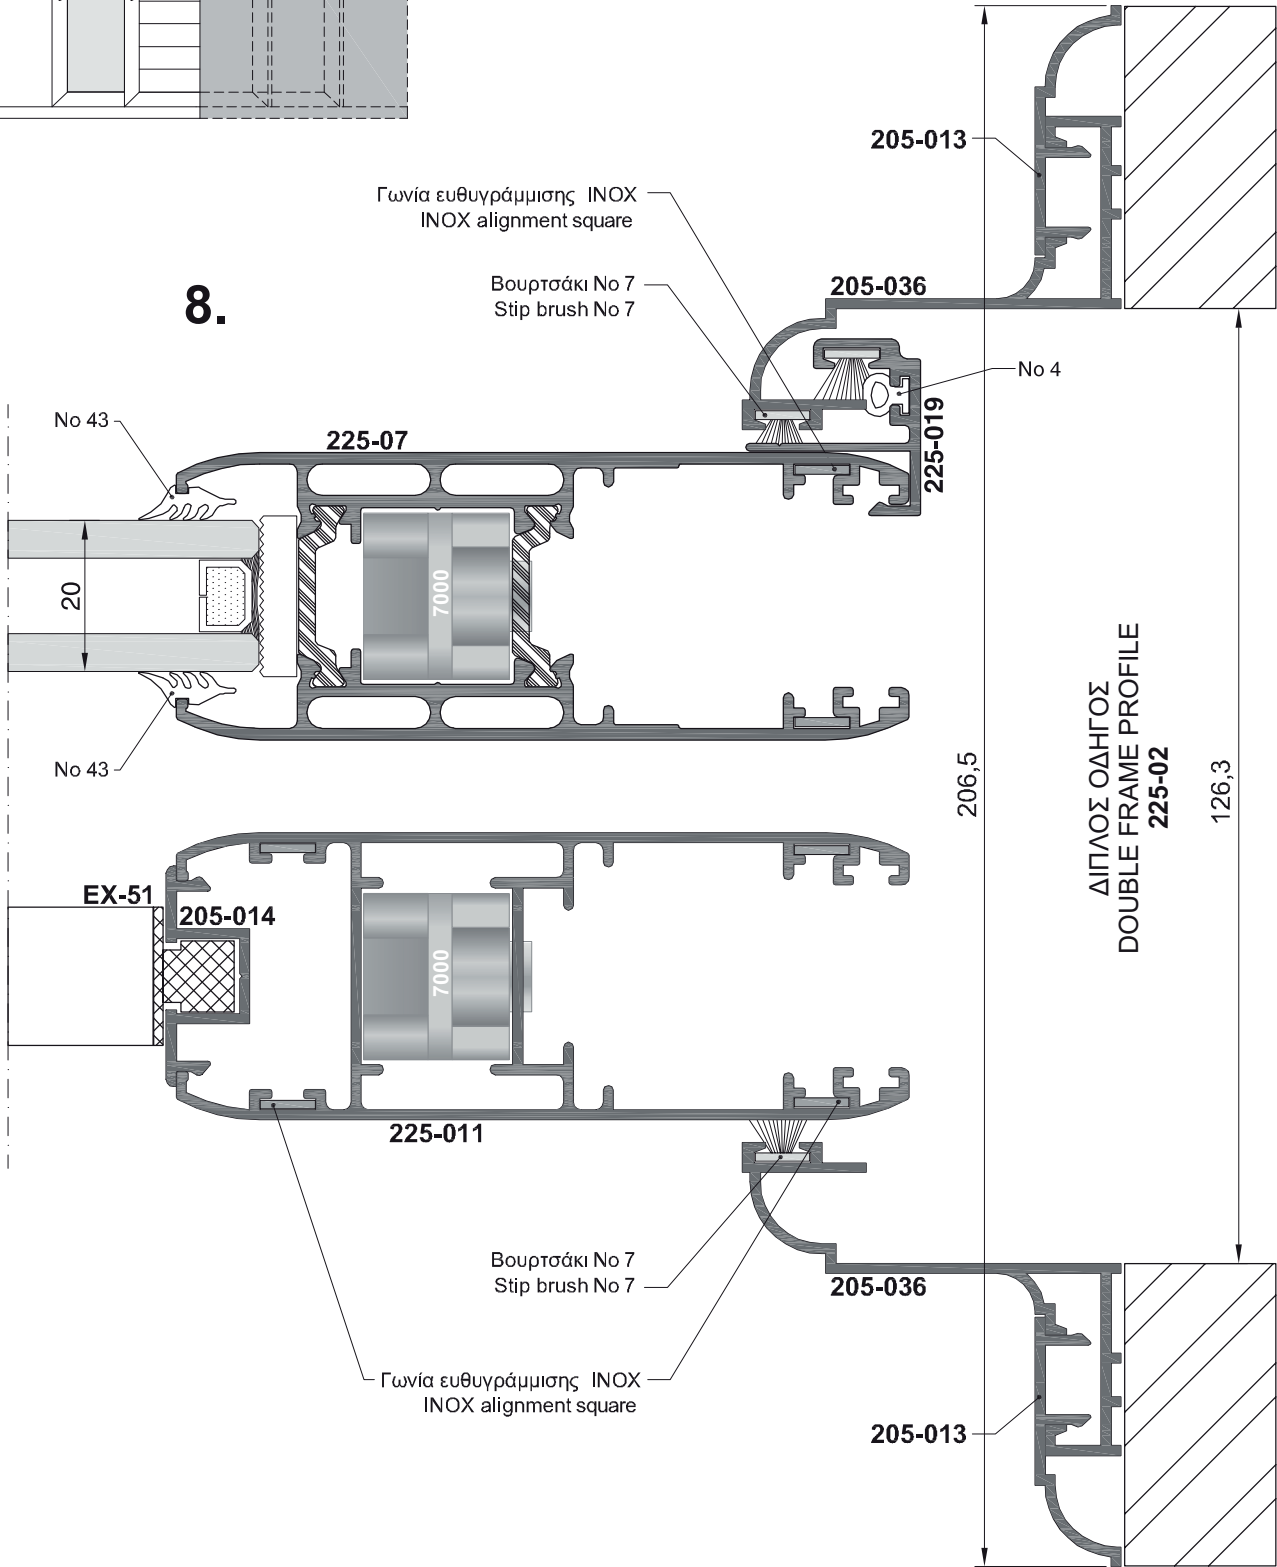 205-013
Γωνία ευθυγράμμισης INOX
INOX alignment square
Βουρτσάκι No 7
Stip brush No 7
205-036
8.
No 4
225-019
No 43
225-07
7000
20
No 43
206,5
ΔΙΠΛΟΣ ΟΔΗΓΟΣ
DOUBLE FRAME PROFILE
225-02
126,3
EX-51
205-014
7000
225-011
Βουρτσάκι No 7
Stip brush No 7
205-036
Γωνία ευθυγράμμισης INOX
INOX alignment square
205-013